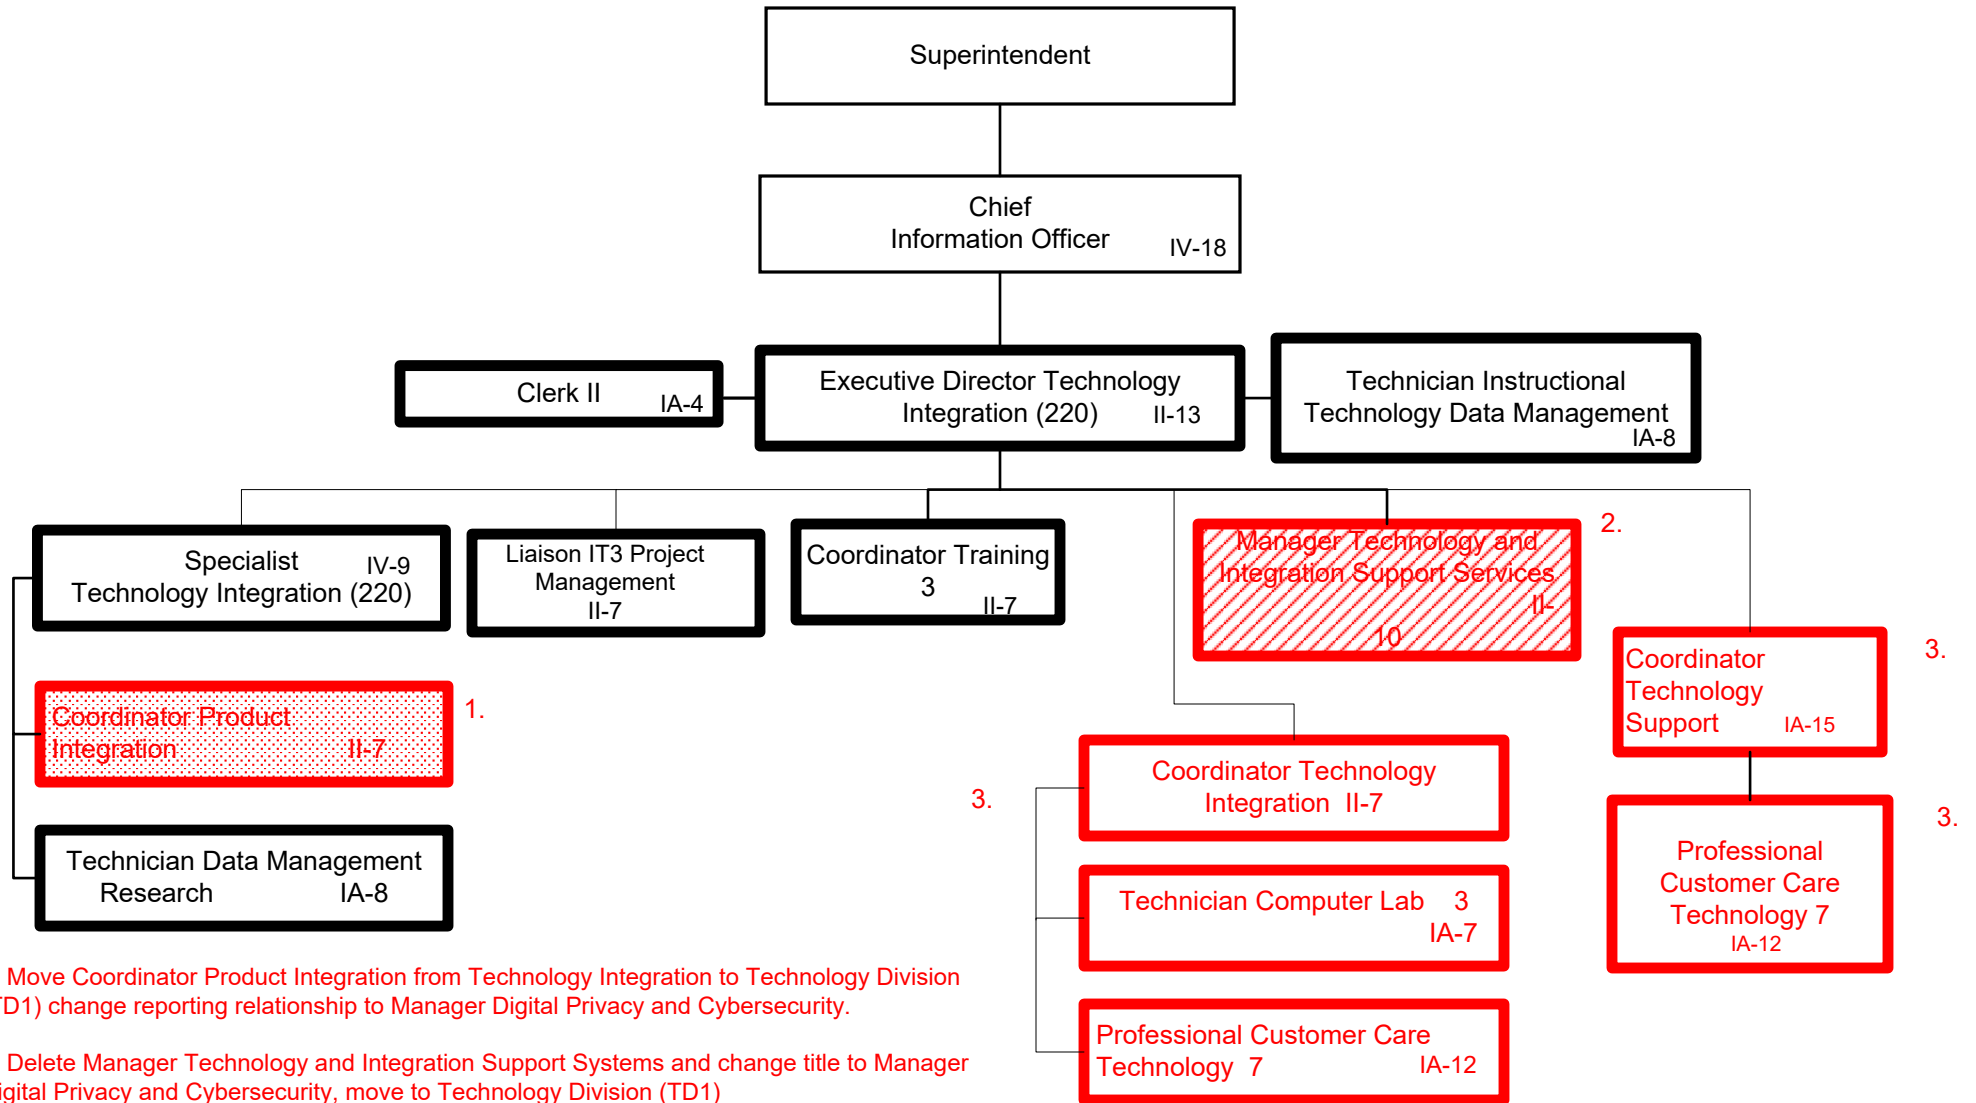 Superintendent
Chief
Information Officer
IV-18
Clerk II
IA-4
Executive Director Technology
Integration (220) II-13
Technician Instructional
Technology Data Management
IA-8
Specialist IV-9
Technology Integration (220)
Liaison IT3 Project
Management
II-7
Coordinator Training
3
II-7
Manager Technology and
Integration Support Services
II-
10
2.
Coordinator
Technology
Support IA-15
3.
Coordinator Product
Integration II-7
1.
Coordinator Technology
Integration II-7
3.
Professional
Customer Care
Technology 7
IA-12
3.
Technician Data Management
Research IA-8
Technician Computer Lab 3
IA-7
Professional Customer Care
Technology 7 IA-12
Move Coordinator Product Integration from Technology Integration to Technology Division
D1) change reporting relationship to Manager Digital Privacy and Cybersecurity.
Delete Manager Technology and Integration Support Systems and change title to Manager
igital Privacy and Cybersecurity, move to Technology Division (TD1)